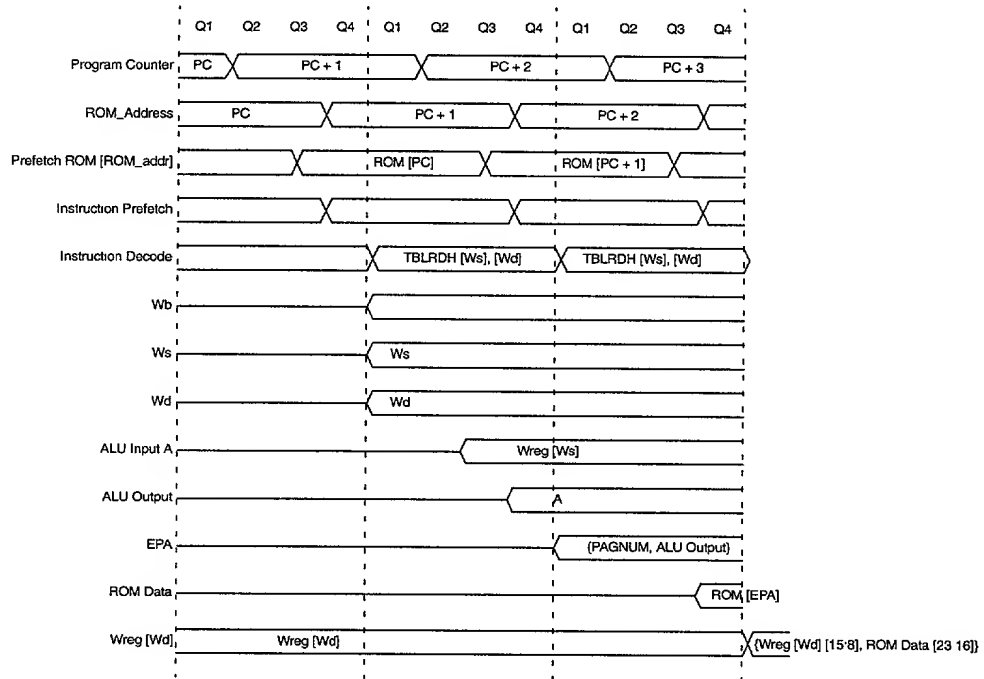 Q1 Q2 Q3 Q4 Q1 Q2 Q3 Q4 Q1 Q2 Q3 Q4
Program Counter PC PC + 1 PC + 2 PC + 3
ROM_Address PC PC + 1 PC + 2
Prefetch ROM [ROM_addr] ROM [PC] ROM [PC + 1]
Instruction Prefetch
Instruction Decode TBLRDH [Ws], [Wd] TBLRDH [Ws], [Wd]
Wb
Ws Ws
Wd Wd
ALU Input A Wreg [Ws]
ALU Output A
EPA {PAGNUM, ALU Output}
ROM Data ROM [EPA]
Wreg [Wd] Wreg [Wd} {Wreg [Wd] [15:8], ROM Data [23 16]}